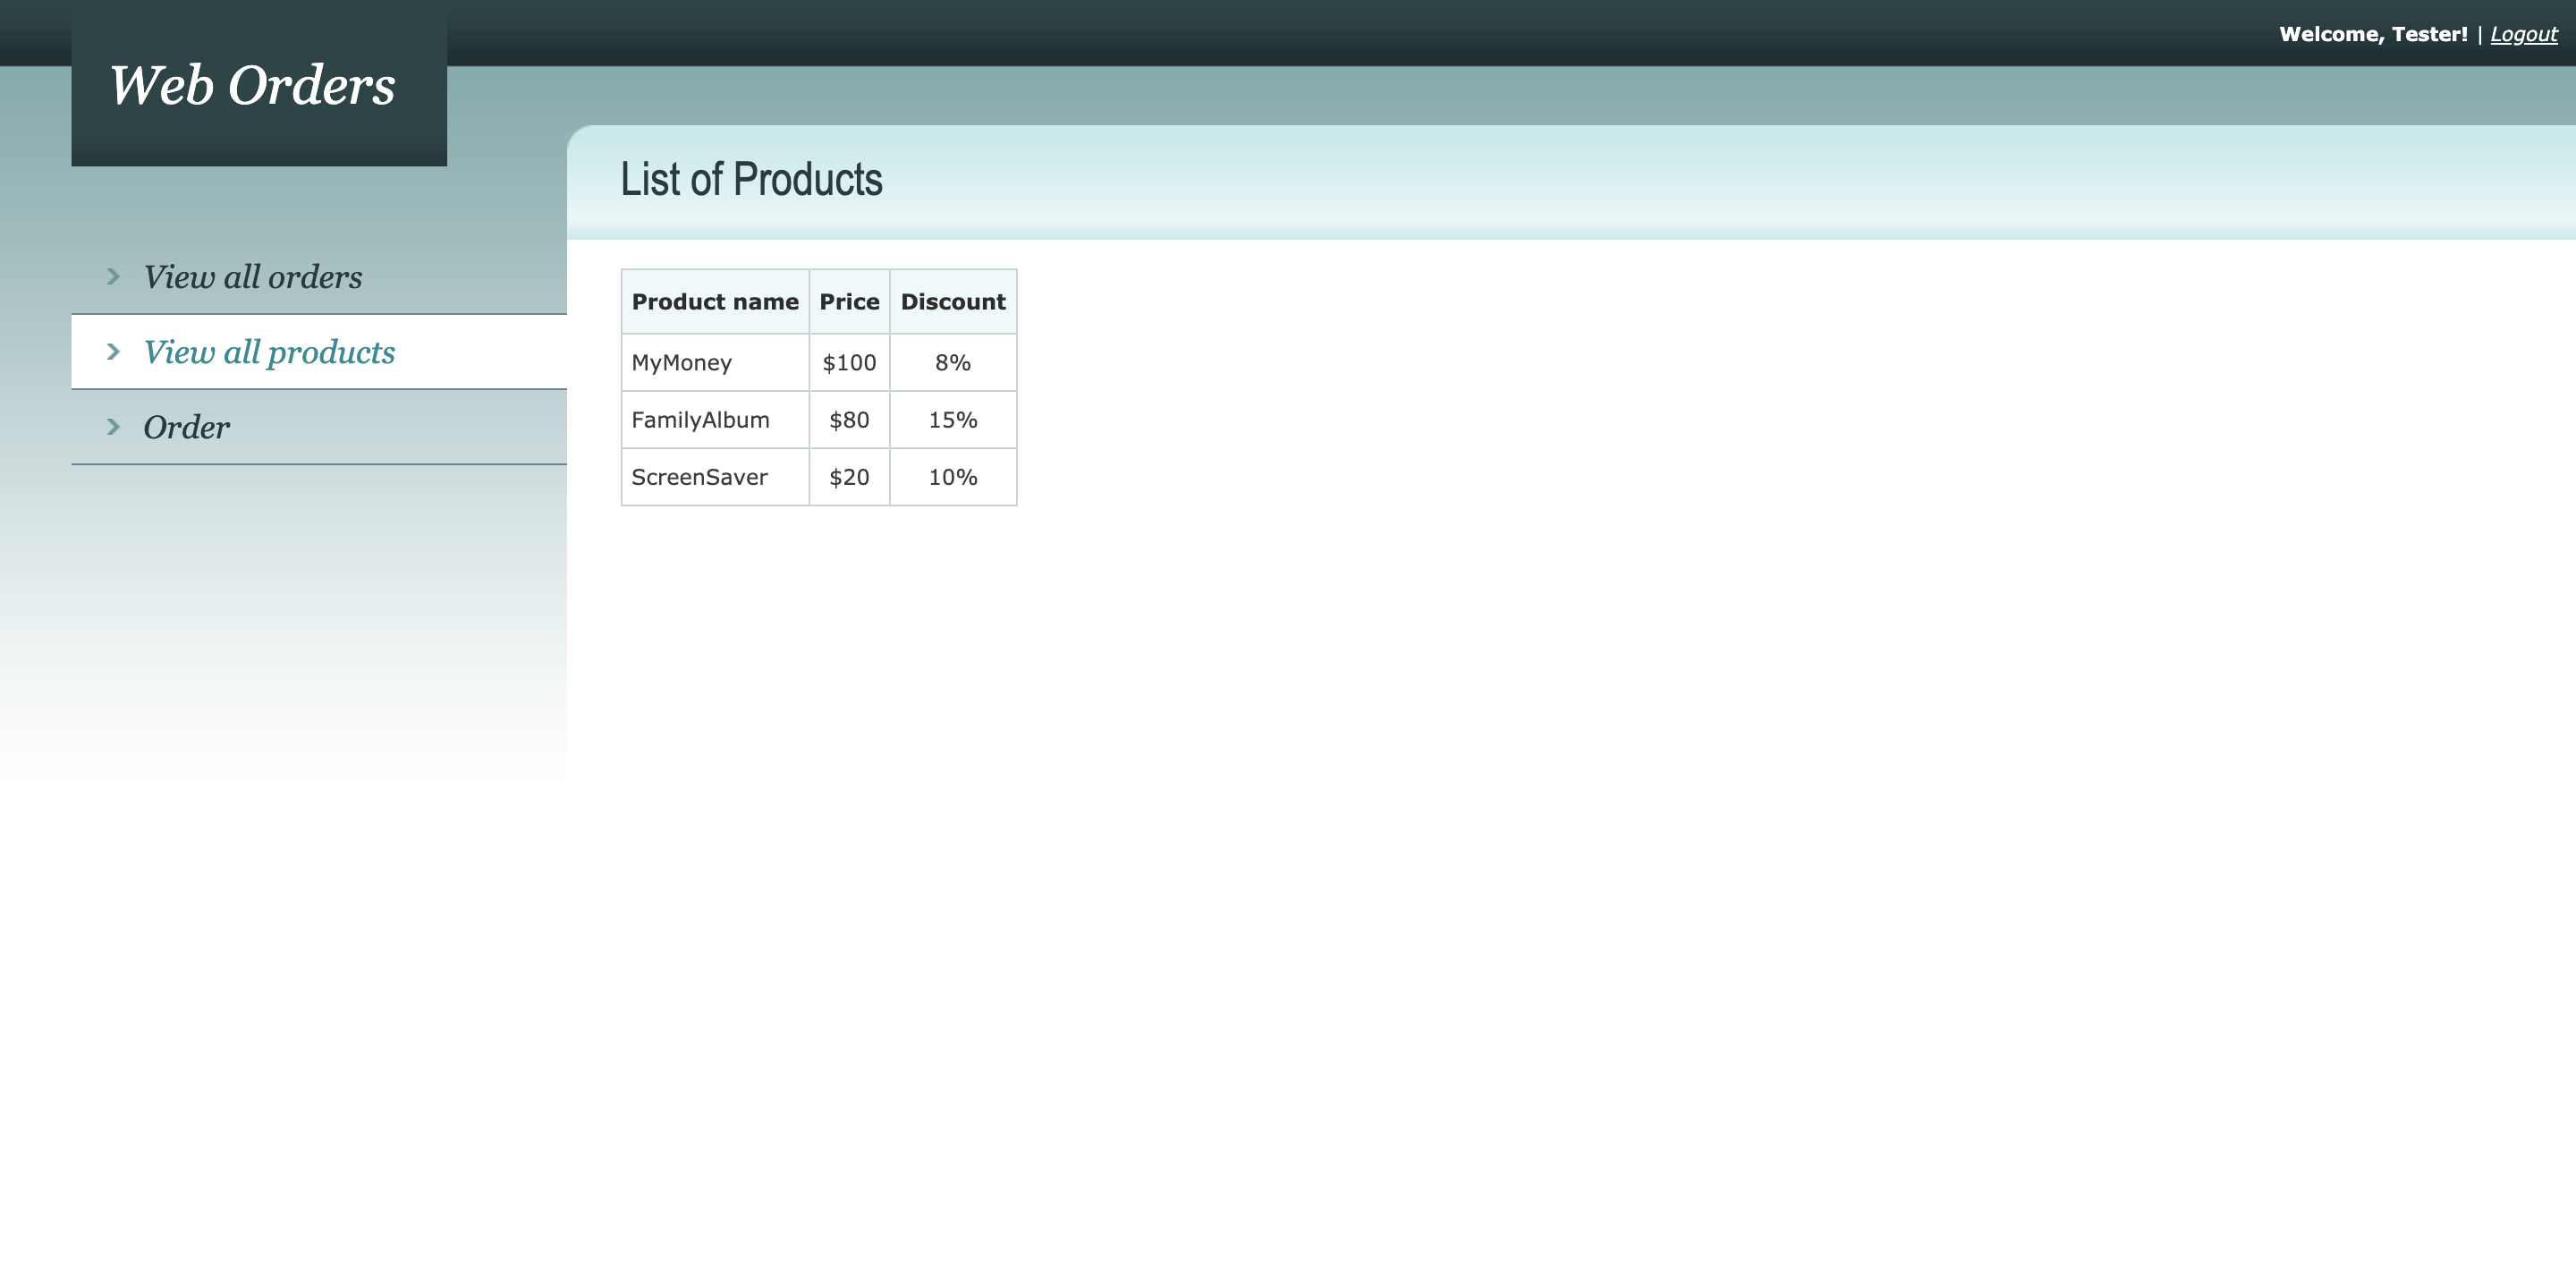 Welcome, Tester! | Logout
Web Orders
List of Products
View all orders
View all products
Order
Product name Price Discount
MyMoney $100 8%
FamilyAlbum $80 15%
ScreenSaver $20 10%